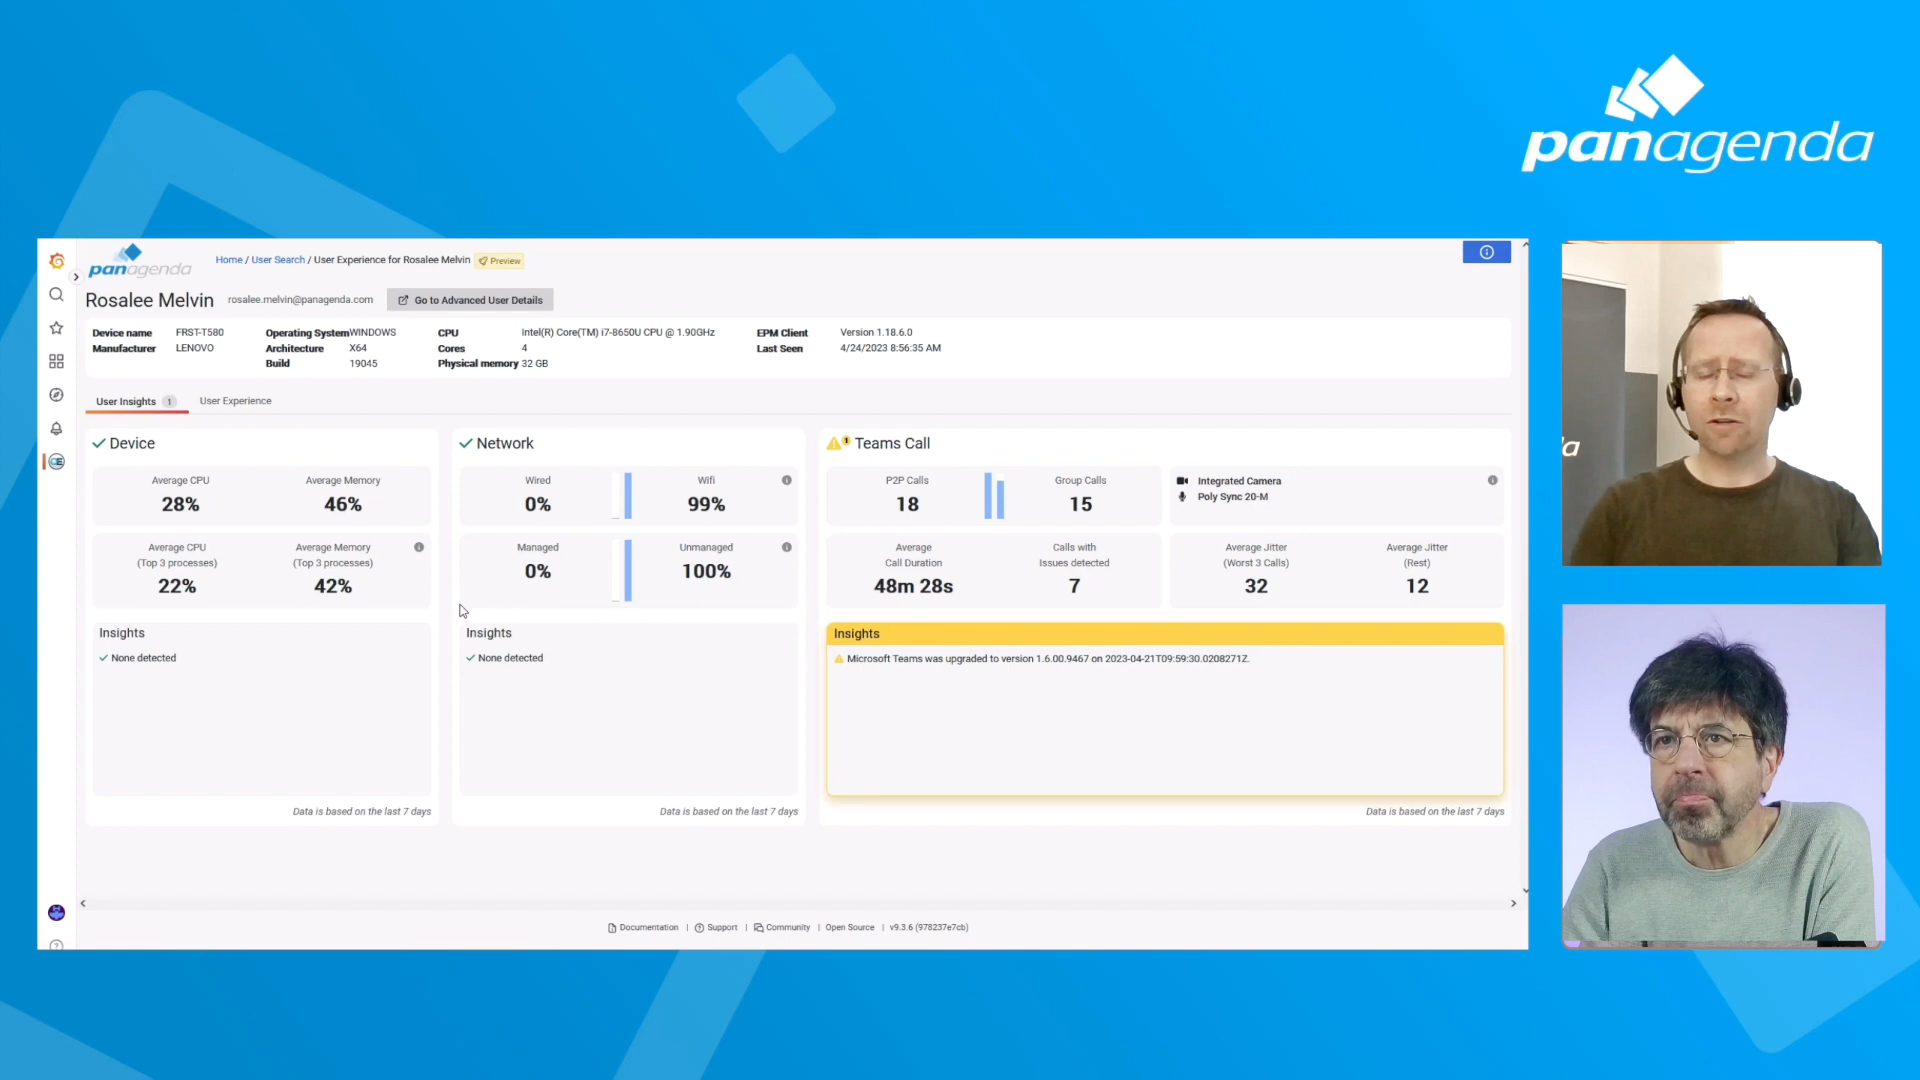 panagenda
panagenda
Home / User Search / User Experience for Rosalee Melvin Preview
Rosalee Melvin rosalee.melvin@panagenda.com Go to Advanced User Details
Device name FRST-T580 Operating System WINDOWS CPU Intel(R) Core(TM) i7-8650U CPU @ 1.90GHz EPM Client Version 1.18.6.0
Manufacturer LENOVO Architecture X64 Cores 4 Last Seen 4/24/2023 8:56:35 AM
Build 19045 Physical memory 32 GB
User Insights 1 User Experience
Device
Average CPU Average Memory
28% 46%
Average CPU Average Memory
(Top 3 processes) (Top 3 processes)
22% 42%
Insights
None detected
Data is based on the last 7 days
Network
Wired Wifi
0% 99%
Managed Unmanaged
0% 100%
Insights
None detected
Data is based on the last 7 days
1 Teams Call
P2P Calls Group Calls
18 15
Integrated Camera
Poly Sync 20-M
Average Calls with
Call Duration Issues detected
48m 28s 7
Average Jitter Average Jitter
(Worst 3 Calls) (Rest)
32 12
Insights
Microsoft Teams was upgraded to version 1.6.00.9467 on 2023-04-21T09:59:30.0208271Z.
Data is based on the last 7 days
Documentation | Support | Community | Open Source | v9.3.6 (978237e7cb)